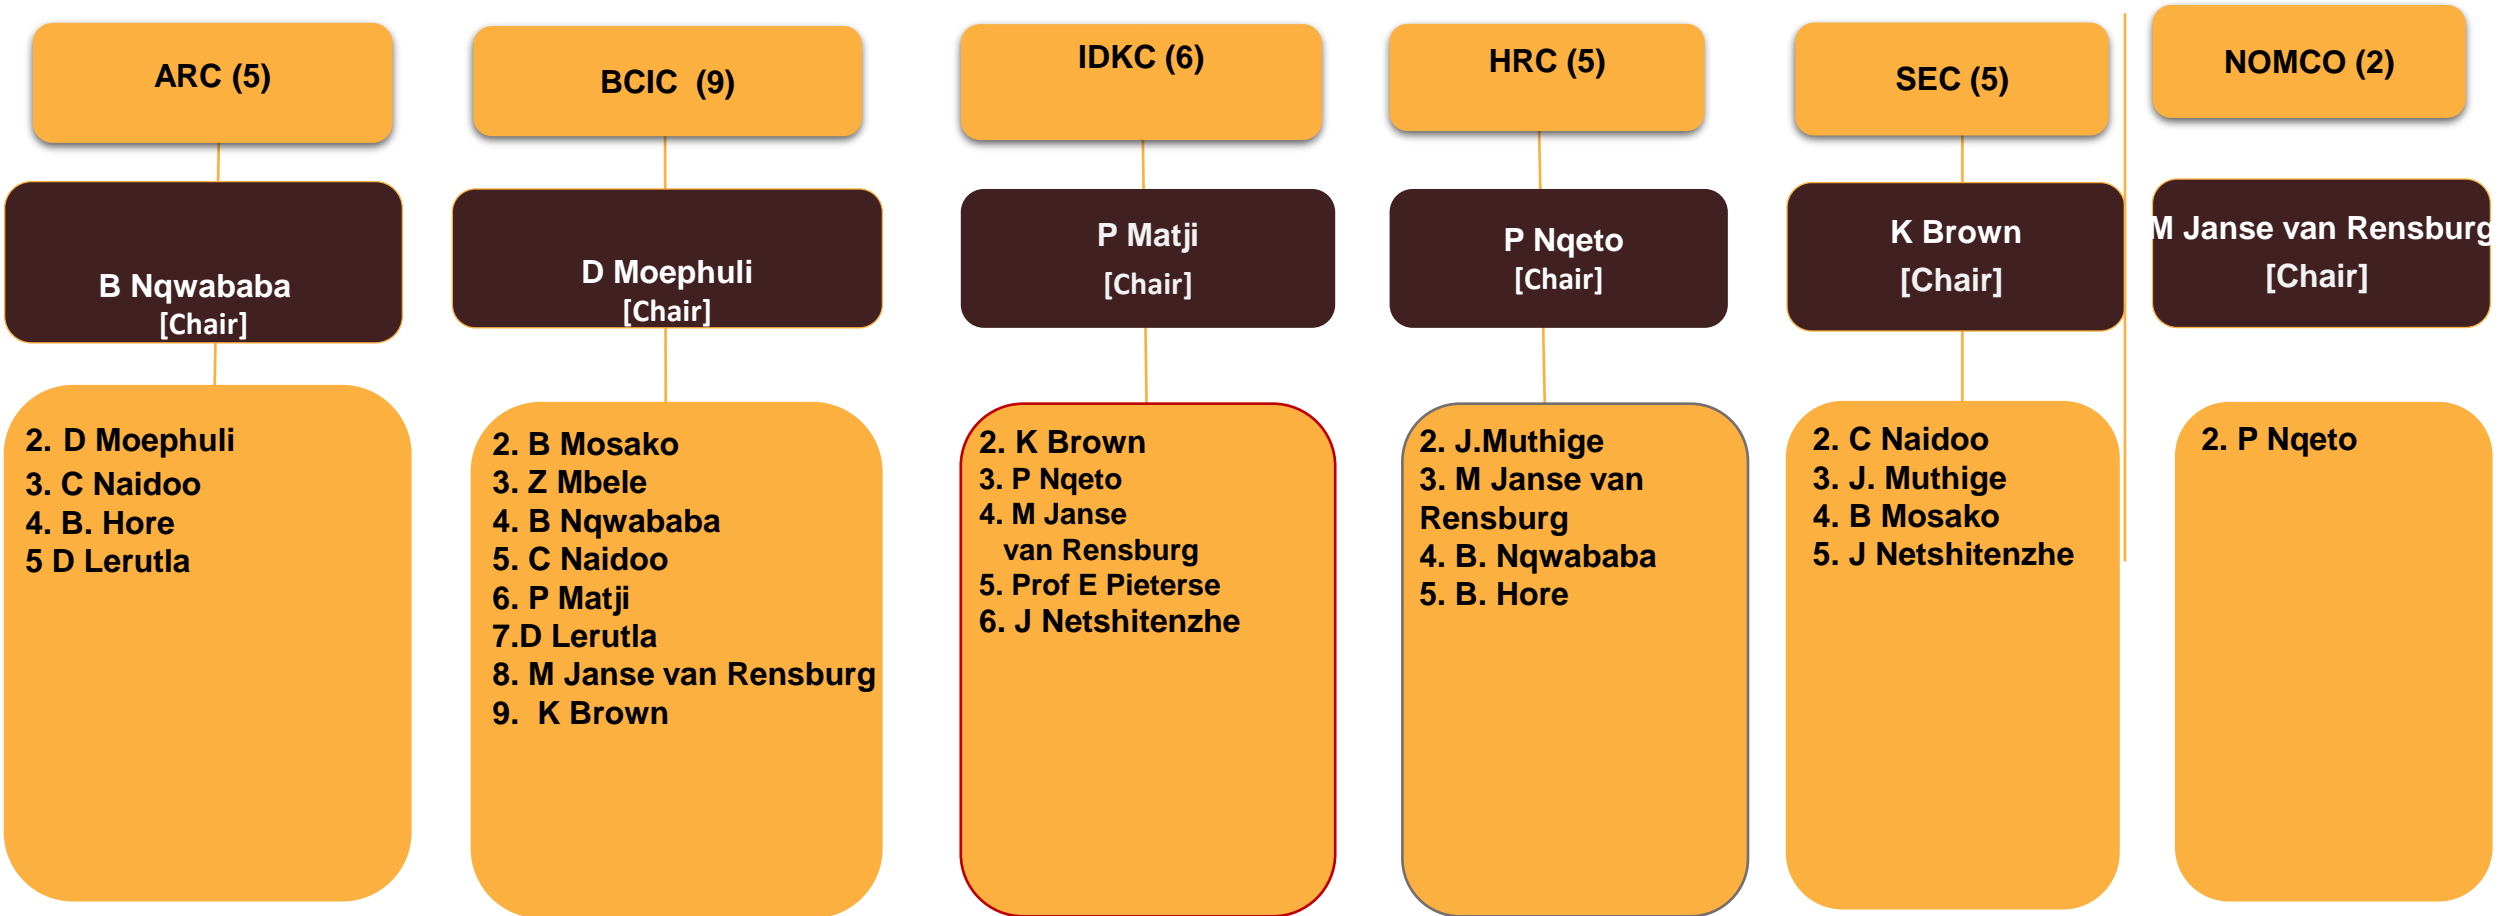 ARC (5)
B Nqwababa
[Chair]
2. D Moephuli
3. C Naidoo
4. B. Hore
5 D Lerutla
BCIC  (9)
D Moephuli
[Chair]
2. B Mosako
3. Z Mbele
4. B Nqwababa
5. C Naidoo
6. P Matji
7.D Lerutla
8. M Janse van Rensburg
9.  K Brown
IDKC (6)
P Matji
[Chair]
2. K Brown
3. P Nqeto
4. M Janse
van Rensburg
5. Prof E Pieterse
6. J Netshitenzhe
HRC (5)
P Nqeto
[Chair]
2. J.Muthige
3. M Janse van
Rensburg
4. B. Nqwababa
5. B. Hore
SEC (5)
K Brown
[Chair]
2. C Naidoo
3. J. Muthige
4. B Mosako
5. J Netshitenzhe
NOMCO (2)
M Janse van Rensburg
[Chair]
2. P Nqeto